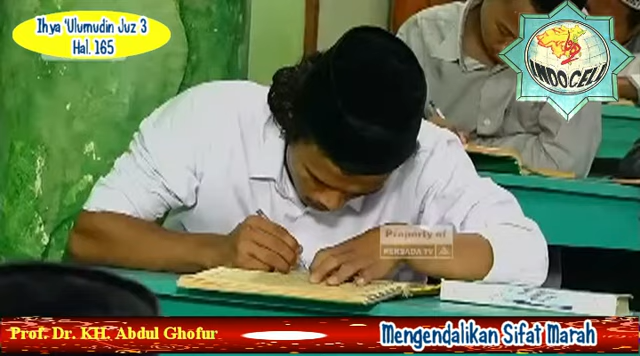 Ihya 'Ulumudin Juz 3
Hal. 165
INDOCELL
Property of
PERSADA TV
Prof. Dr. KH. Abdul Ghofur
Mengendalikan Sifat Marah